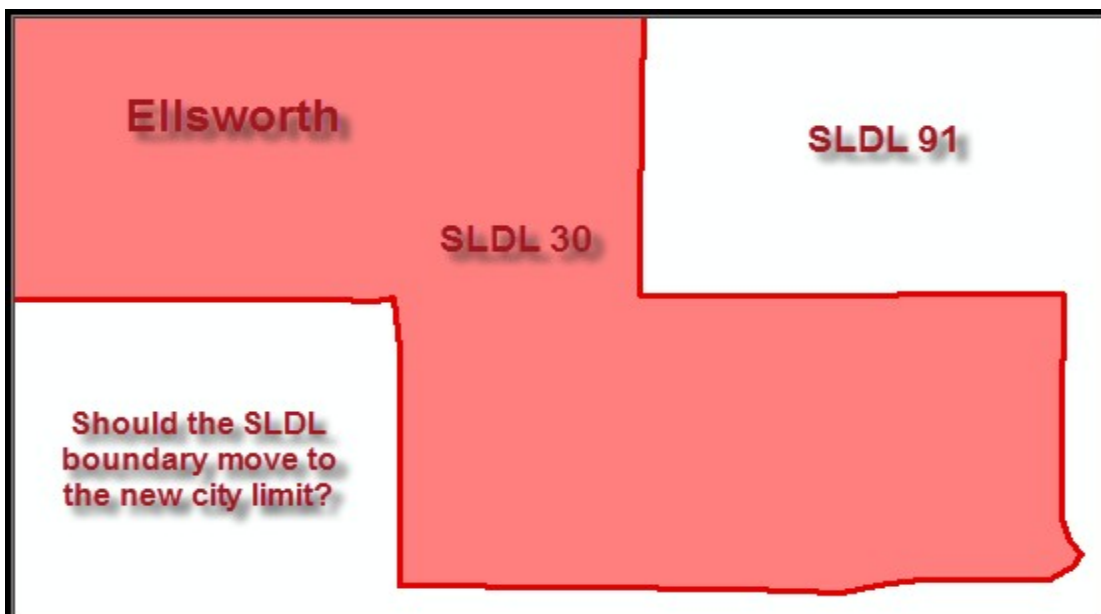 Ellsworth
SLDL 91
SLDL 30
Should the SLDL
boundary move to
the new city limit?